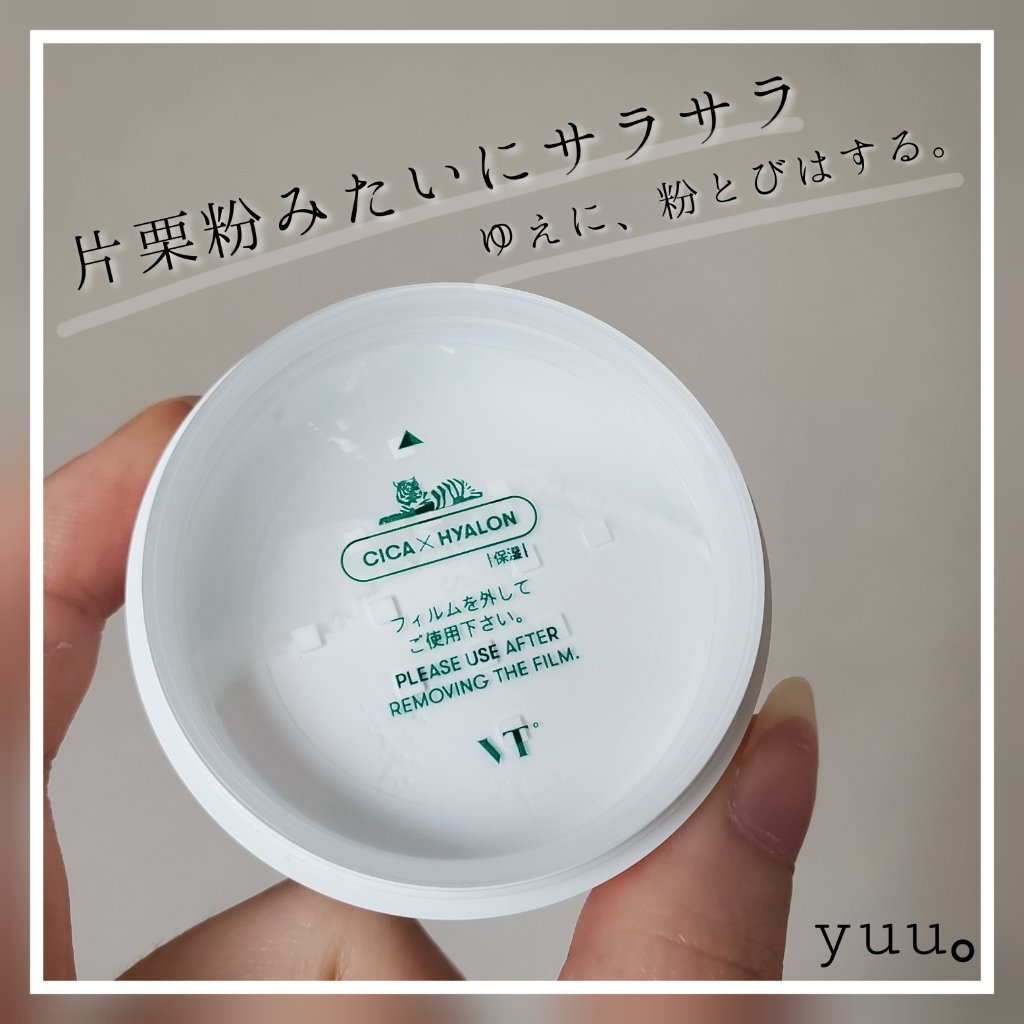 片栗粉みたいにサラサラ
ゆえに、粉とびはする。
CICA×HYALON
|保湿|
フィルムを外して
ご使用下さい。
PLEASE USE AFTER
REMOVING THE FILM.
VT°
yuu。